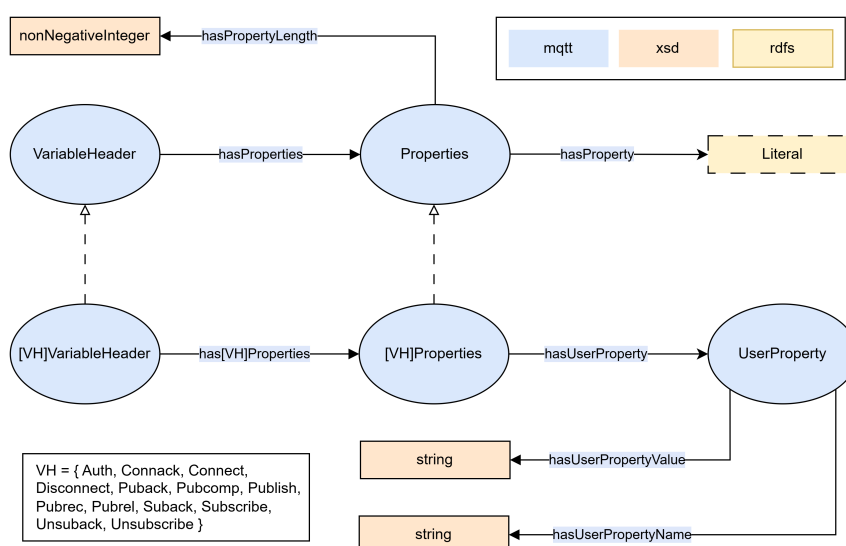 nonNegativeInteger
hasPropertyLength
mqtt
xsd
rdfs
VariableHeader
hasProperties
Properties
hasProperty
Literal
[VH]VariableHeader
has[VH]Properties
[VH]Properties
hasUserProperty
UserProperty
string
hasUserPropertyValue
VH = { Auth, Connack, Connect,
Disconnect, Puback, Pubcomp, Publish,
Pubrec, Pubrel, Suback, Subscribe,
Unsuback, Unsubscribe }
string
hasUserPropertyName